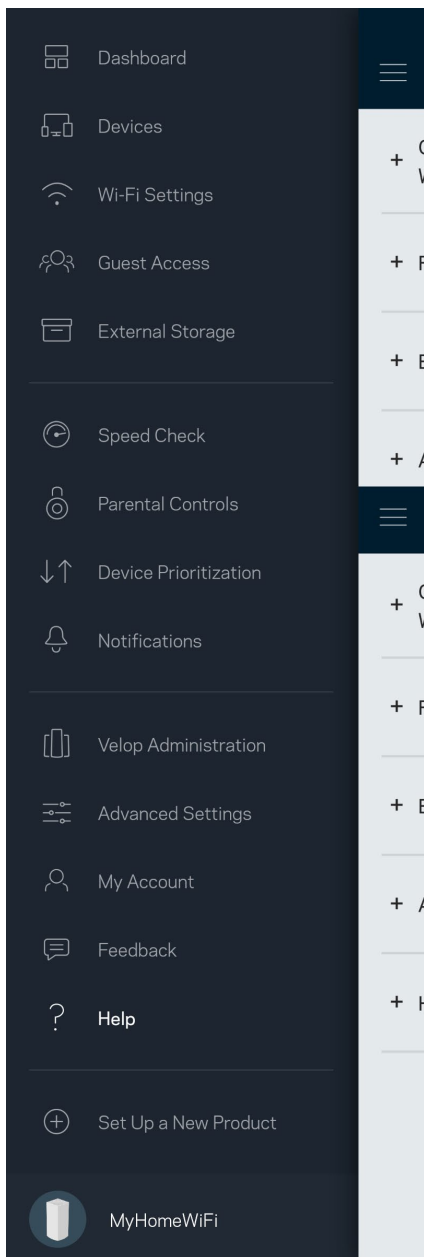 Dashboard
Devices
Wi-Fi Settings
Guest Access
External Storage
Speed Check
Parental Controls
Device Prioritization
Notifications
Velop Administration
Advanced Settings
My Account
Feedback
Help
Set Up a New Product
MyHomeWiFi